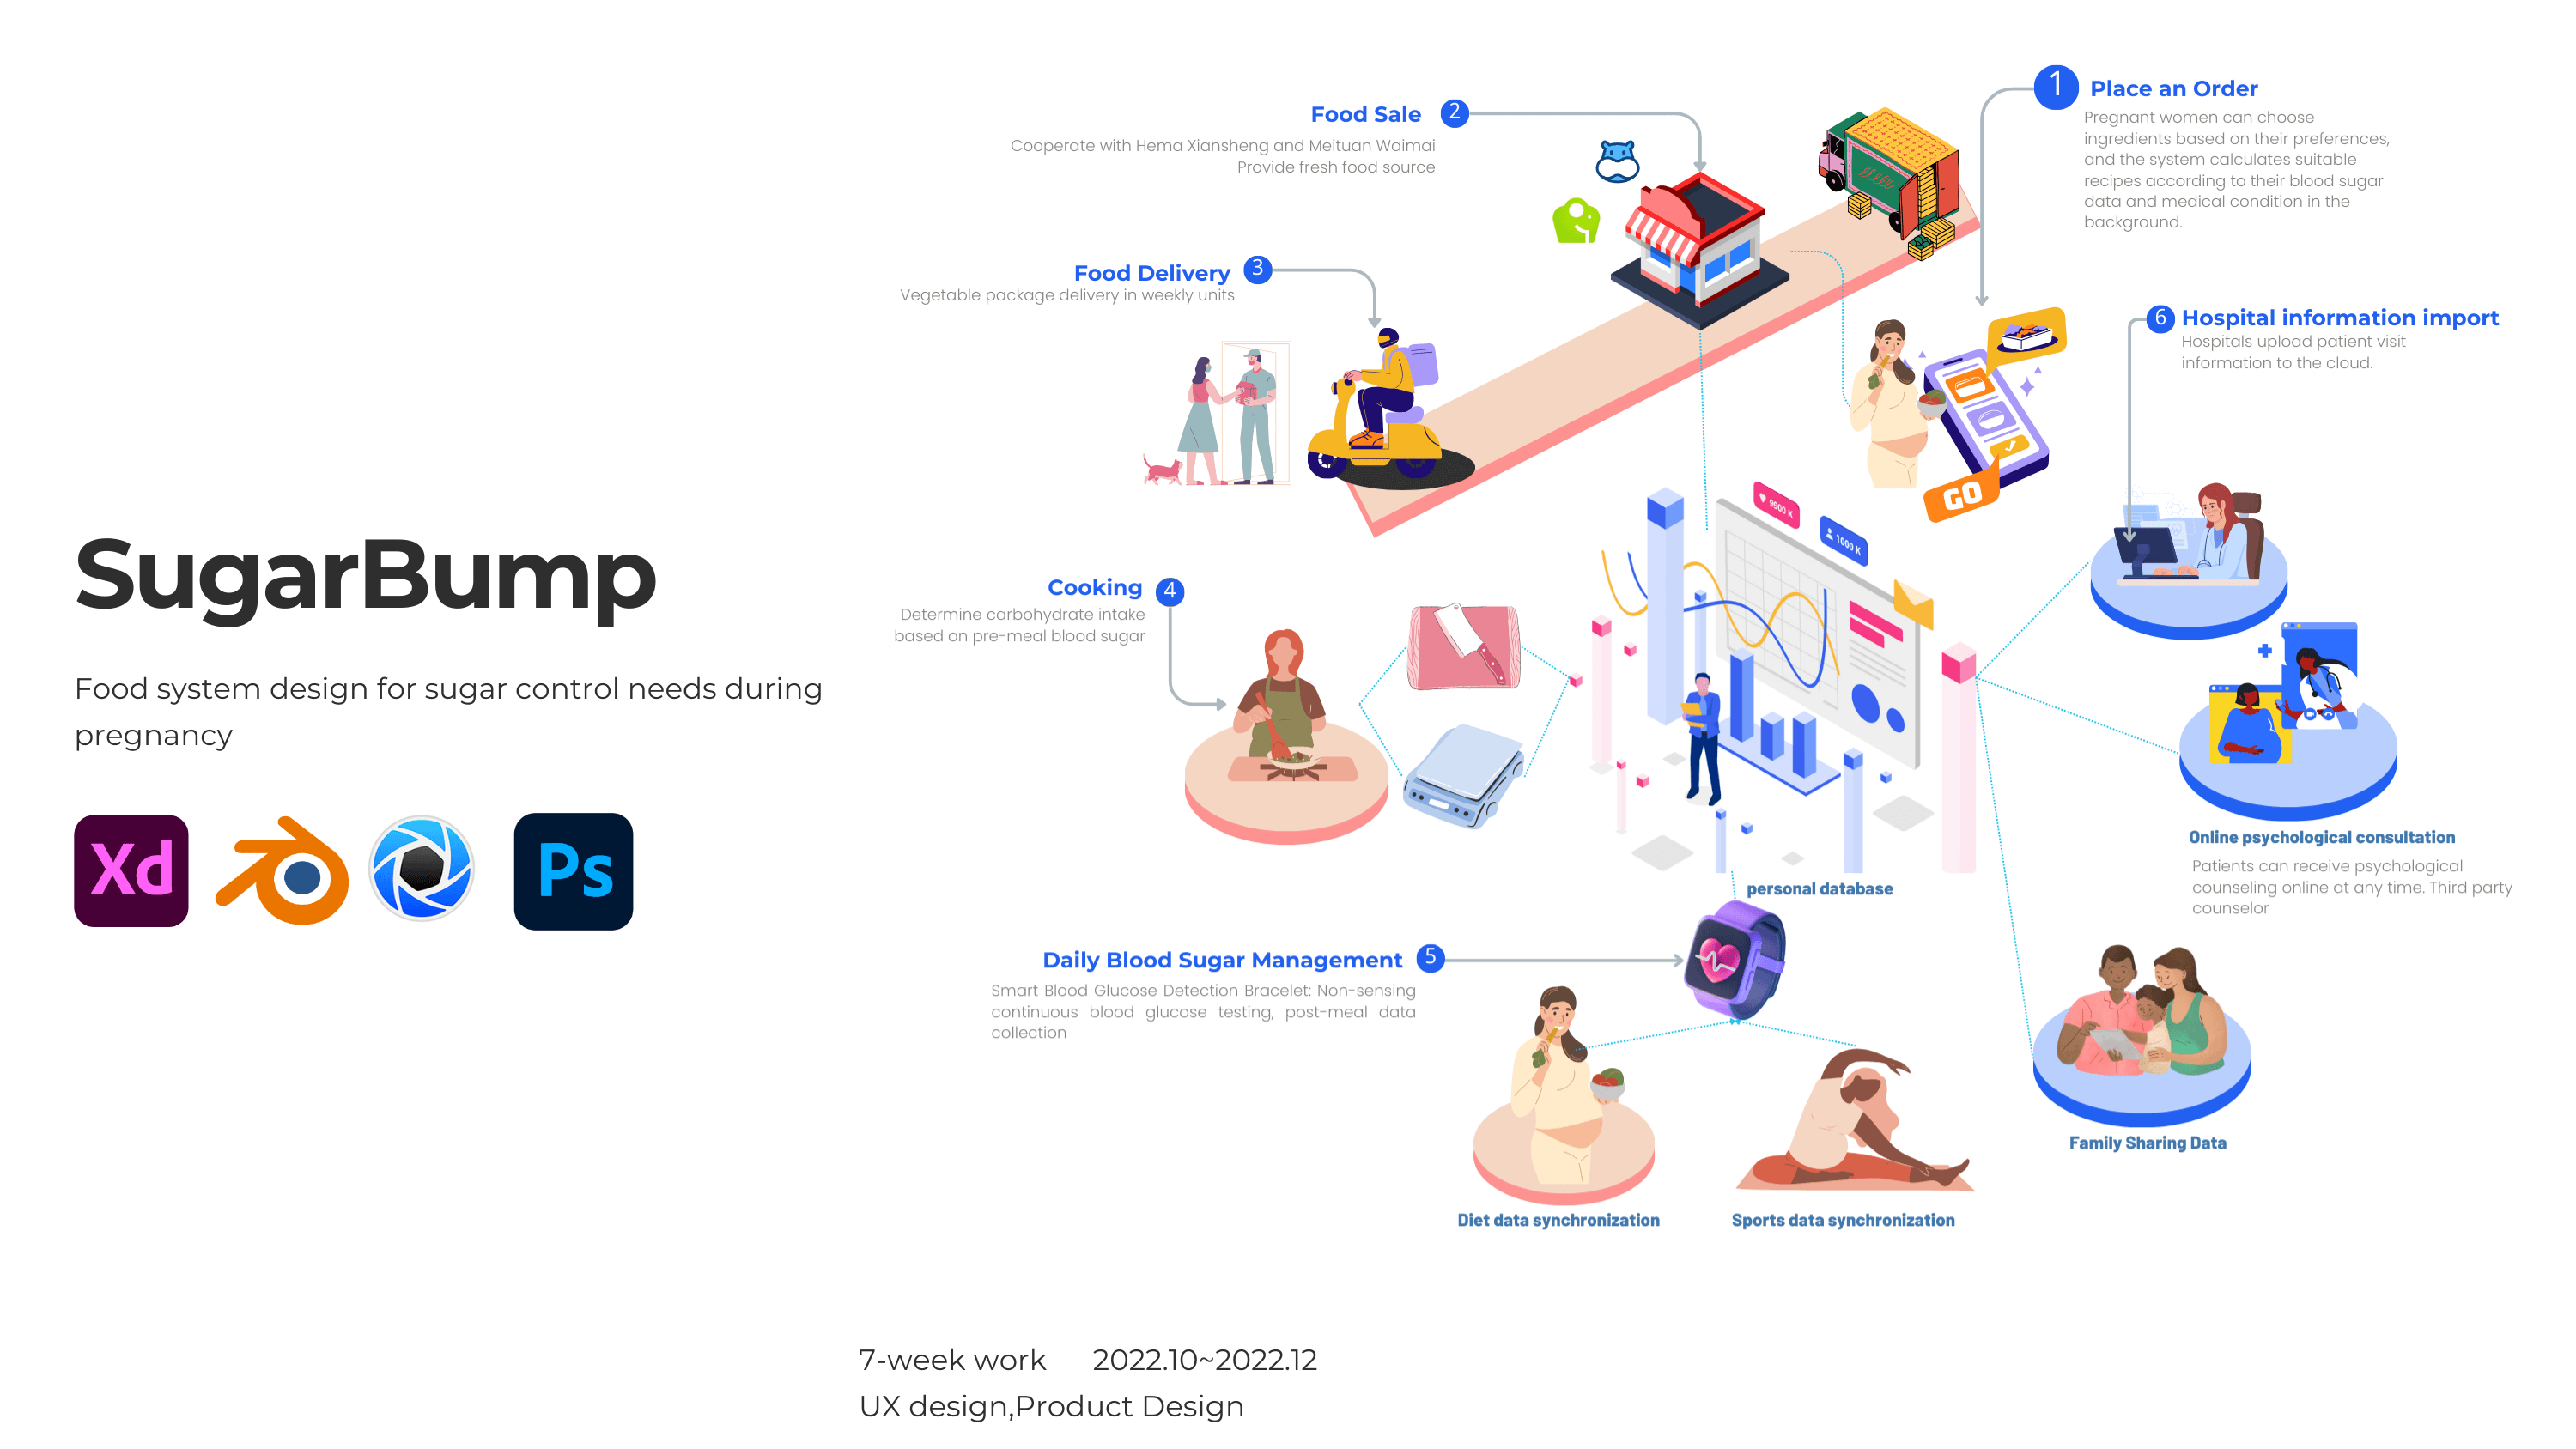 SugarBump
Food system design for sugar control needs during
pregnancy
Xd
Ps
1
Place an Order
Pregnant women can choose
ingredients based on their preferences,
and the system calculates suitable
recipes according to their blood sugar
data and medical condition in the
background.
Food Sale
2
Cooperate with Hema Xiansheng and Meituan Waimai
Provide fresh food source
Food Delivery
3
Vegetable package delivery in weekly units
GO
6
Hospital information import
Hospitals upload patient visit
information to the cloud.
9900 K
1000 K
Cooking
4
Determine carbohydrate intake
based on pre-meal blood sugar
personal database
Online psychological consultation
Patients can receive psychological
counseling online at any time. Third party
counselor
Daily Blood Sugar Management
5
Smart Blood Glucose Detection Bracelet: Non-sensing
continuous blood glucose testing, post-meal data
collection
Family Sharing Data
Diet data synchronization
Sports data synchronization
7-week work 2022.10~2022.12
UX design,Product Design